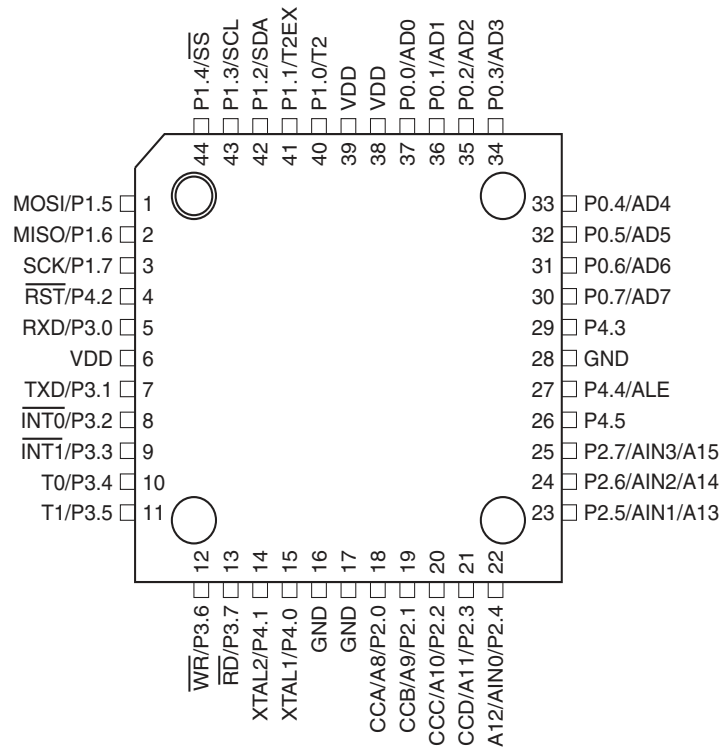 P1.4/S̅S̅
P1.3/SCL
P1.2/SDA
P1.1/T2EX
P1.0/T2
VDD
VDD
P0.0/AD0
P0.1/AD1
P0.2/AD2
P0.3/AD3
44
43
42
41
40
39
38
37
36
35
34
MOSI/P1.5 1
MISO/P1.6 2
SCK/P1.7 3
R̅S̅T̅/P4.2 4
RXD/P3.0 5
VDD 6
TXD/P3.1 7
I̅N̅T̅0̅/P3.2 8
I̅N̅T̅1̅/P3.3 9
T0/P3.4 10
T1/P3.5 11
33 P0.4/AD4
32 P0.5/AD5
31 P0.6/AD6
30 P0.7/AD7
29 P4.3
28 GND
27 P4.4/ALE
26 P4.5
25 P2.7/AIN3/A15
24 P2.6/AIN2/A14
23 P2.5/AIN1/A13
12
13
14
15
16
17
18
19
20
21
22
W̅R̅/P3.6
R̅D̅/P3.7
XTAL2/P4.1
XTAL1/P4.0
GND
GND
CCA/A8/P2.0
CCB/A9/P2.1
CCC/A10/P2.2
CCD/A11/P2.3
A12/AIN0/P2.4